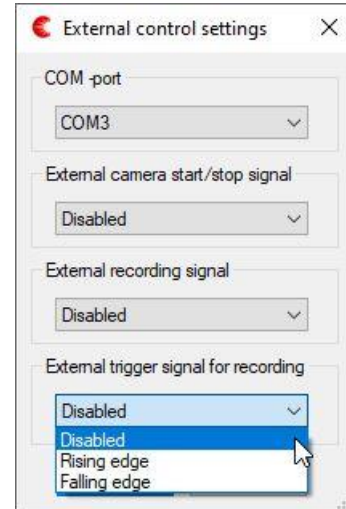 External control settings
COM -port
COM3
External camera start/stop signal
Disabled
External recording signal
Disabled
External trigger signal for recording
Disabled
Disabled
Rising edge
Falling edge